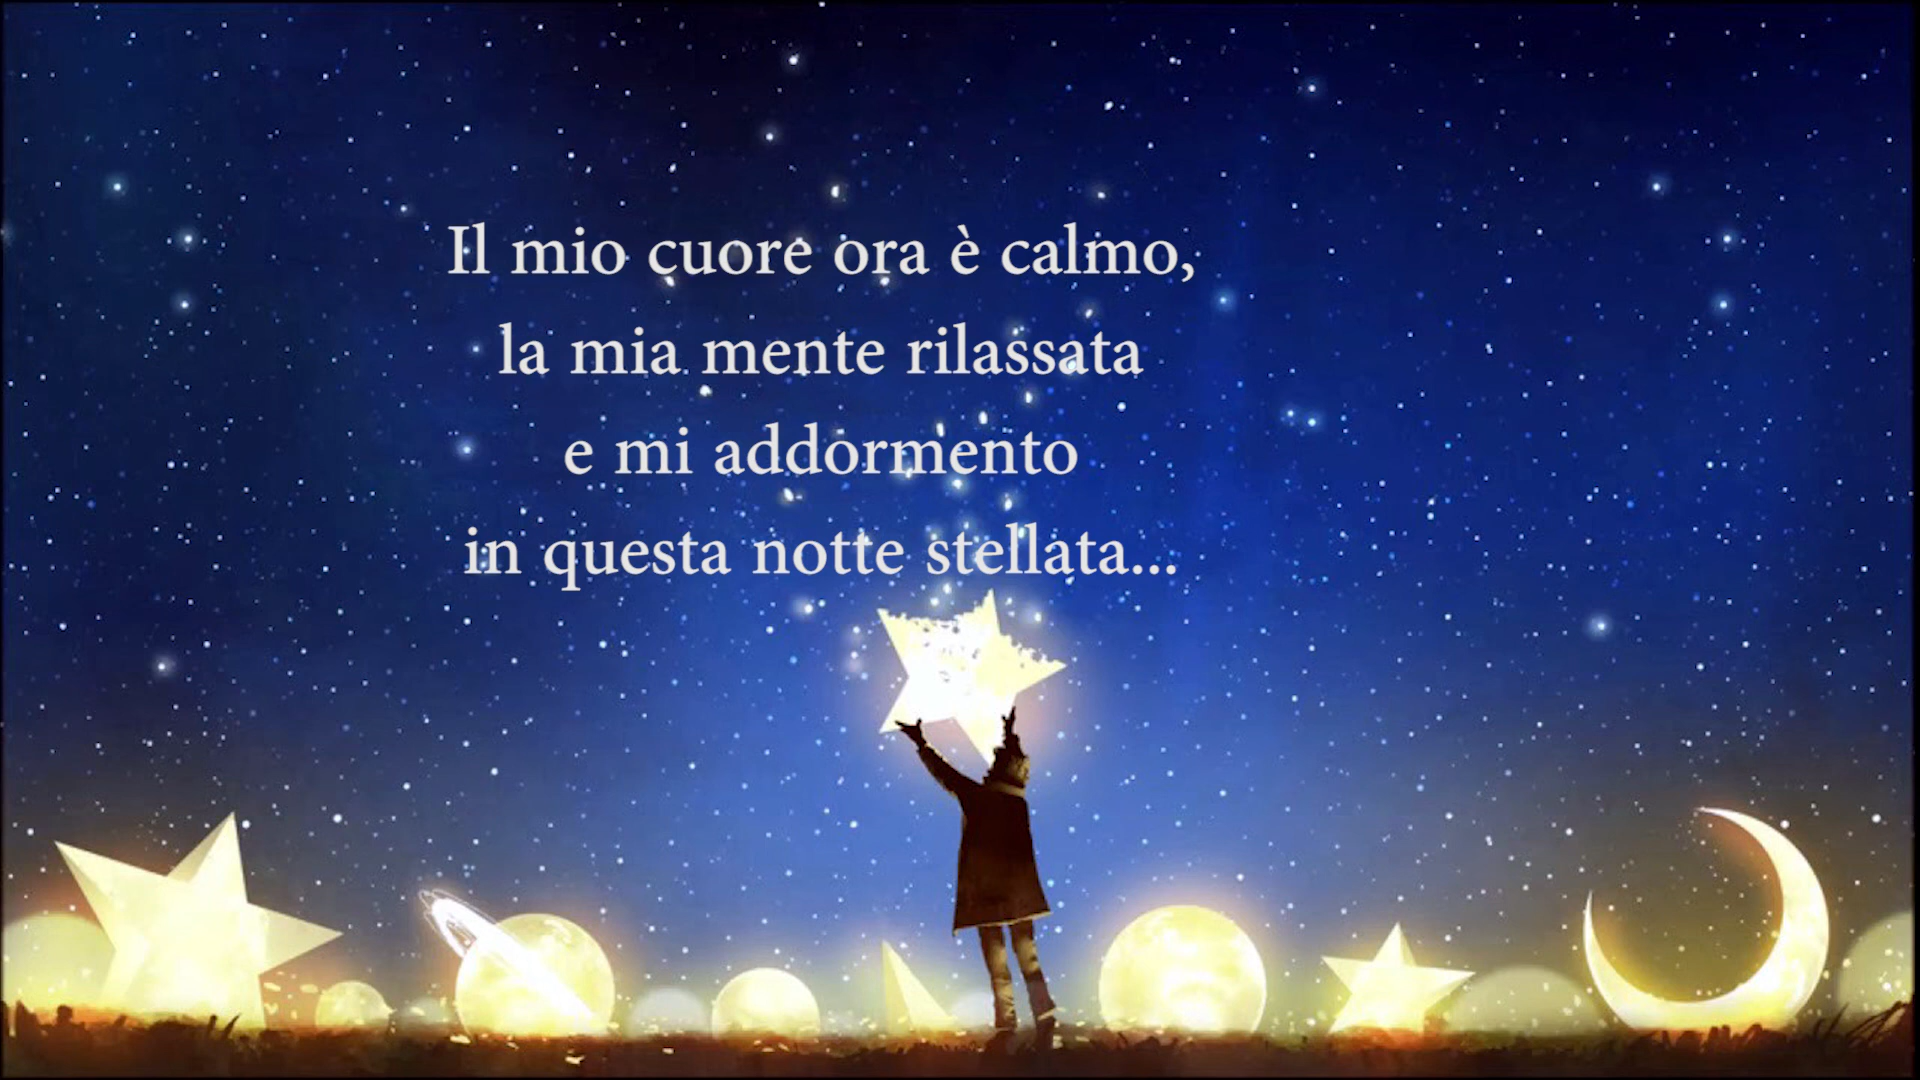 Il mio cuore ora è calmo,
la mia mente rilassata
e mi addormento
in questa notte stellata...